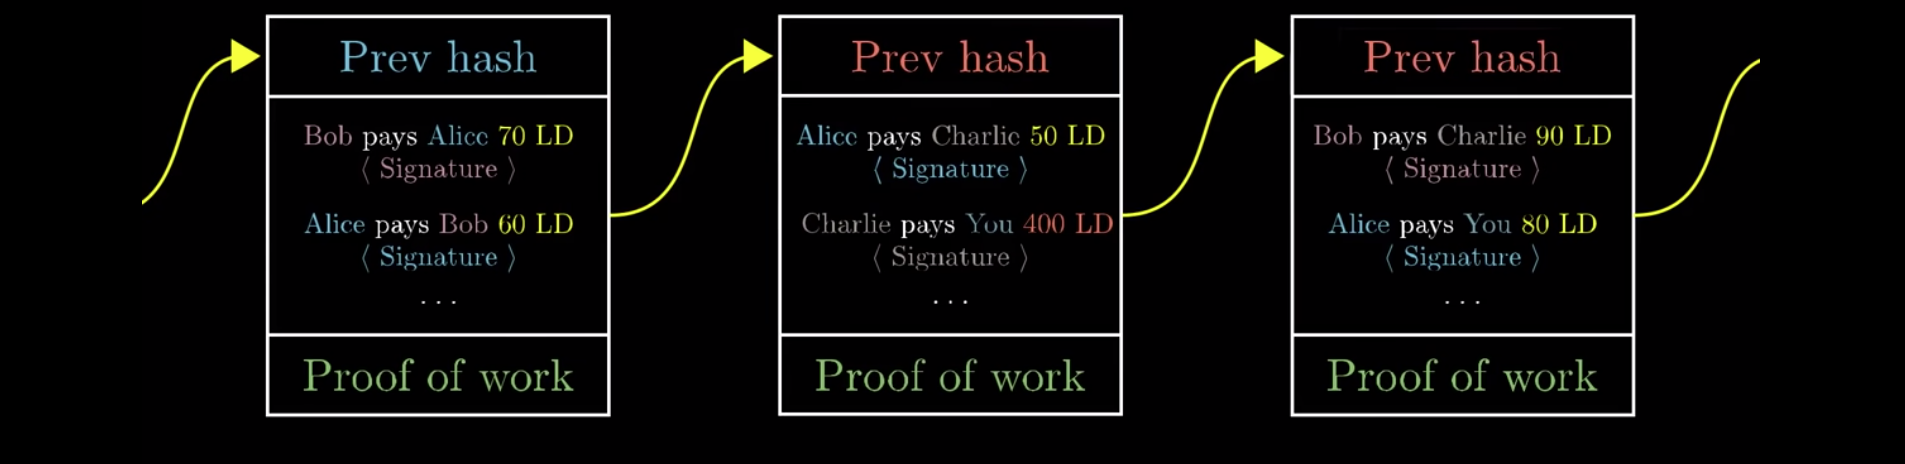 Prev hash
Bob pays Alice 70 LD
⟨ Signature ⟩
Alice pays Bob 60 LD
⟨ Signature ⟩
...
Proof of work
Prev hash
Alice pays Charlie 50 LD
⟨ Signature ⟩
Charlie pays You 400 LD
⟨ Signature ⟩
...
Proof of work
Prev hash
Bob pays Charlie 90 LD
⟨ Signature ⟩
Alice pays You 80 LD
⟨ Signature ⟩
...
Proof of work